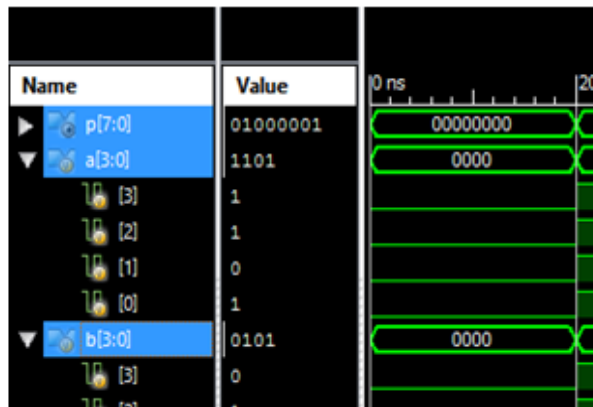 Name Value 0 ns 20
p[7:0] 01000001 00000000
a[3:0] 1101 0000
[3] 1
[2] 1
[1] 0
[0] 1
b[3:0] 0101 0000
[3] 0